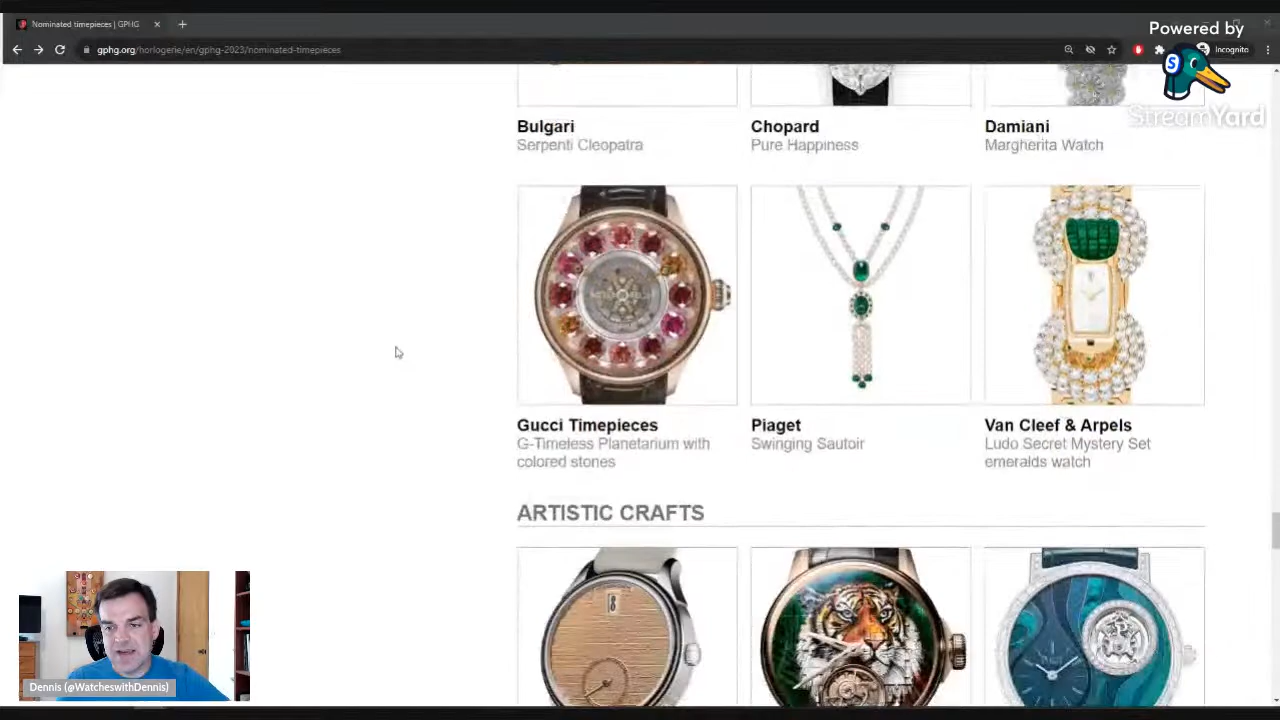 Nominated timepieces | GPHG
Powered by
gphg.org/horlogerie/en/gphg-2023/nominated-timepieces
Incognito
S
StreamYard
Bulgari
Serpenti Cleopatra
Chopard
Pure Happiness
Damiani
Margherita Watch
Gucci Timepieces
G-Timeless Planetarium with
colored stones
Piaget
Swinging Sautoir
Van Cleef & Arpels
Ludo Secret Mystery Set
emeralds watch
ARTISTIC CRAFTS
Dennis (@WatcheswithDennis)